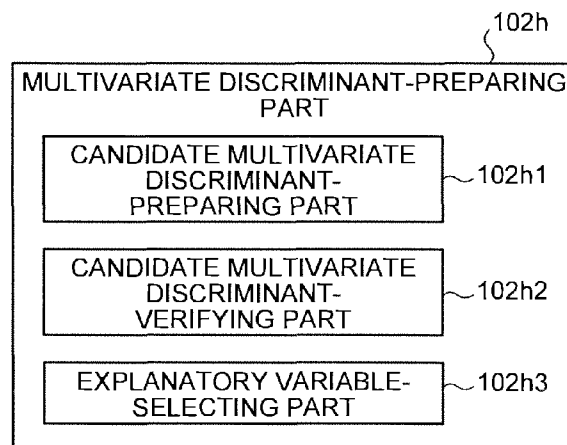 102h
MULTIVARIATE DISCRIMINANT-PREPARING
PART
CANDIDATE MULTIVARIATE
DISCRIMINANT-
PREPARING PART
102h1
CANDIDATE MULTIVARIATE
DISCRIMINANT-
VERIFYING PART
102h2
EXPLANATORY VARIABLE-
SELECTING PART
102h3